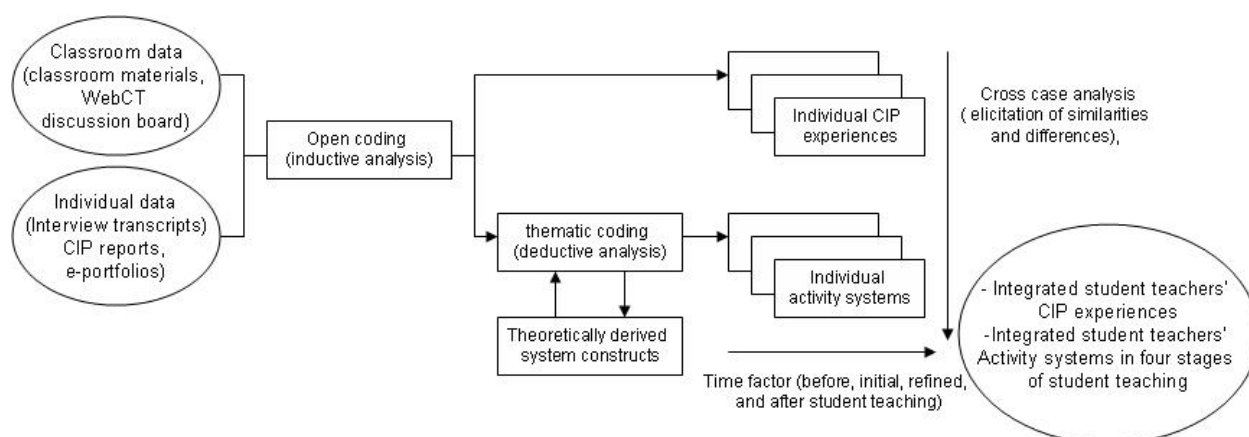 Classroom data
(classroom materials,
WebCT
discussion board)
Individual data
(Interview transcripts)
CIP reports,
e-portfolios)
Open coding
(inductive analysis)
thematic coding
(deductive analysis)
Theoretically derived
system constructs
Individual CIP
experiences
Individual
activity systems
Cross case analysis
( elicitation of similarities
and differences),
Time factor (before, initial, refined,
and after student teaching)
- Integrated student teachers'
CIP experiences
-Integrated student teachers'
Activity systems in four stages
of student teaching